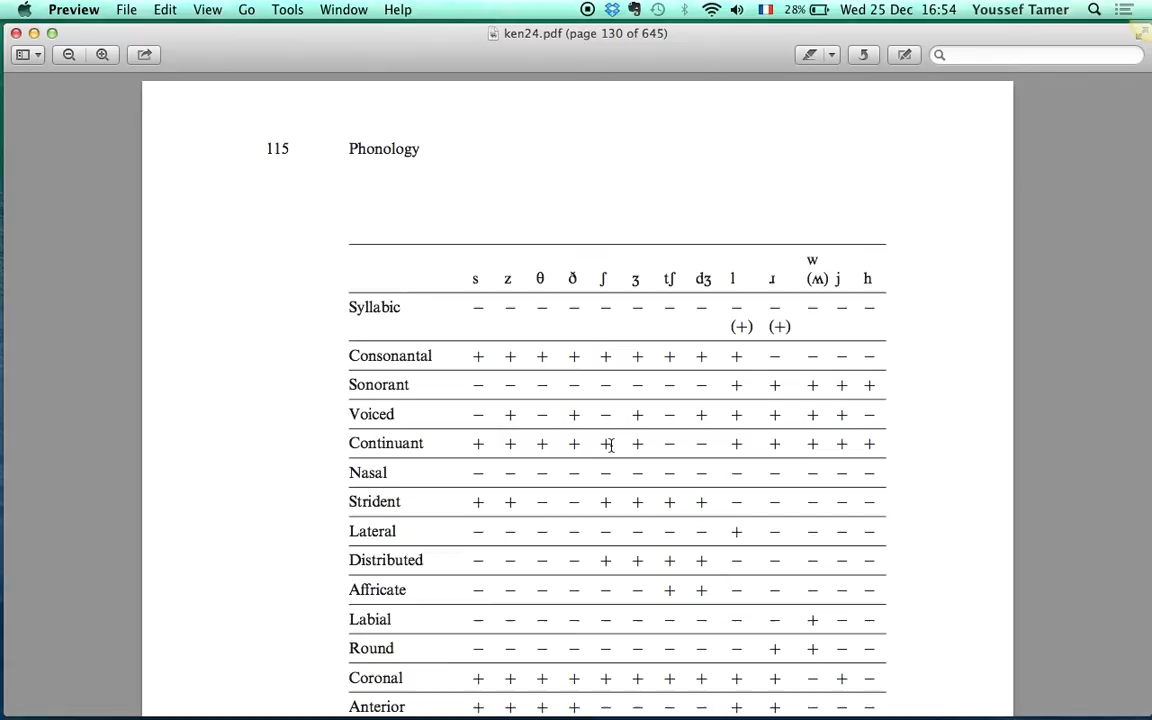 Preview File Edit View Go Tools Window Help 28% Wed 25 Dec 16:54 Youssef Tamer
ken24.pdf (page 130 of 645)
115 Phonology
w
s z θ ð ʃ ʒ tʃ dʒ l ɹ (ʍ) j h
Syllabic − − − − − − − − − − − − −
(+) (+)
Consonantal + + + + + + + + + − − − −
Sonorant − − − − − − − − + + + + +
Voiced − + − + − + − + + + + + −
Continuant + + + + + + − − + + + + +
Nasal − − − − − − − − − − − − −
Strident + + − − + + + + − − − − −
Lateral − − − − − − − − + − − − −
Distributed − − − − + + + + − − − − −
Affricate − − − − − − + + − − − − −
Labial − − − − − − − − − − + − −
Round − − − − − − − − − + + − −
Coronal + + + + + + + + + + − + −
Anterior + + + + − − − − + + − − −